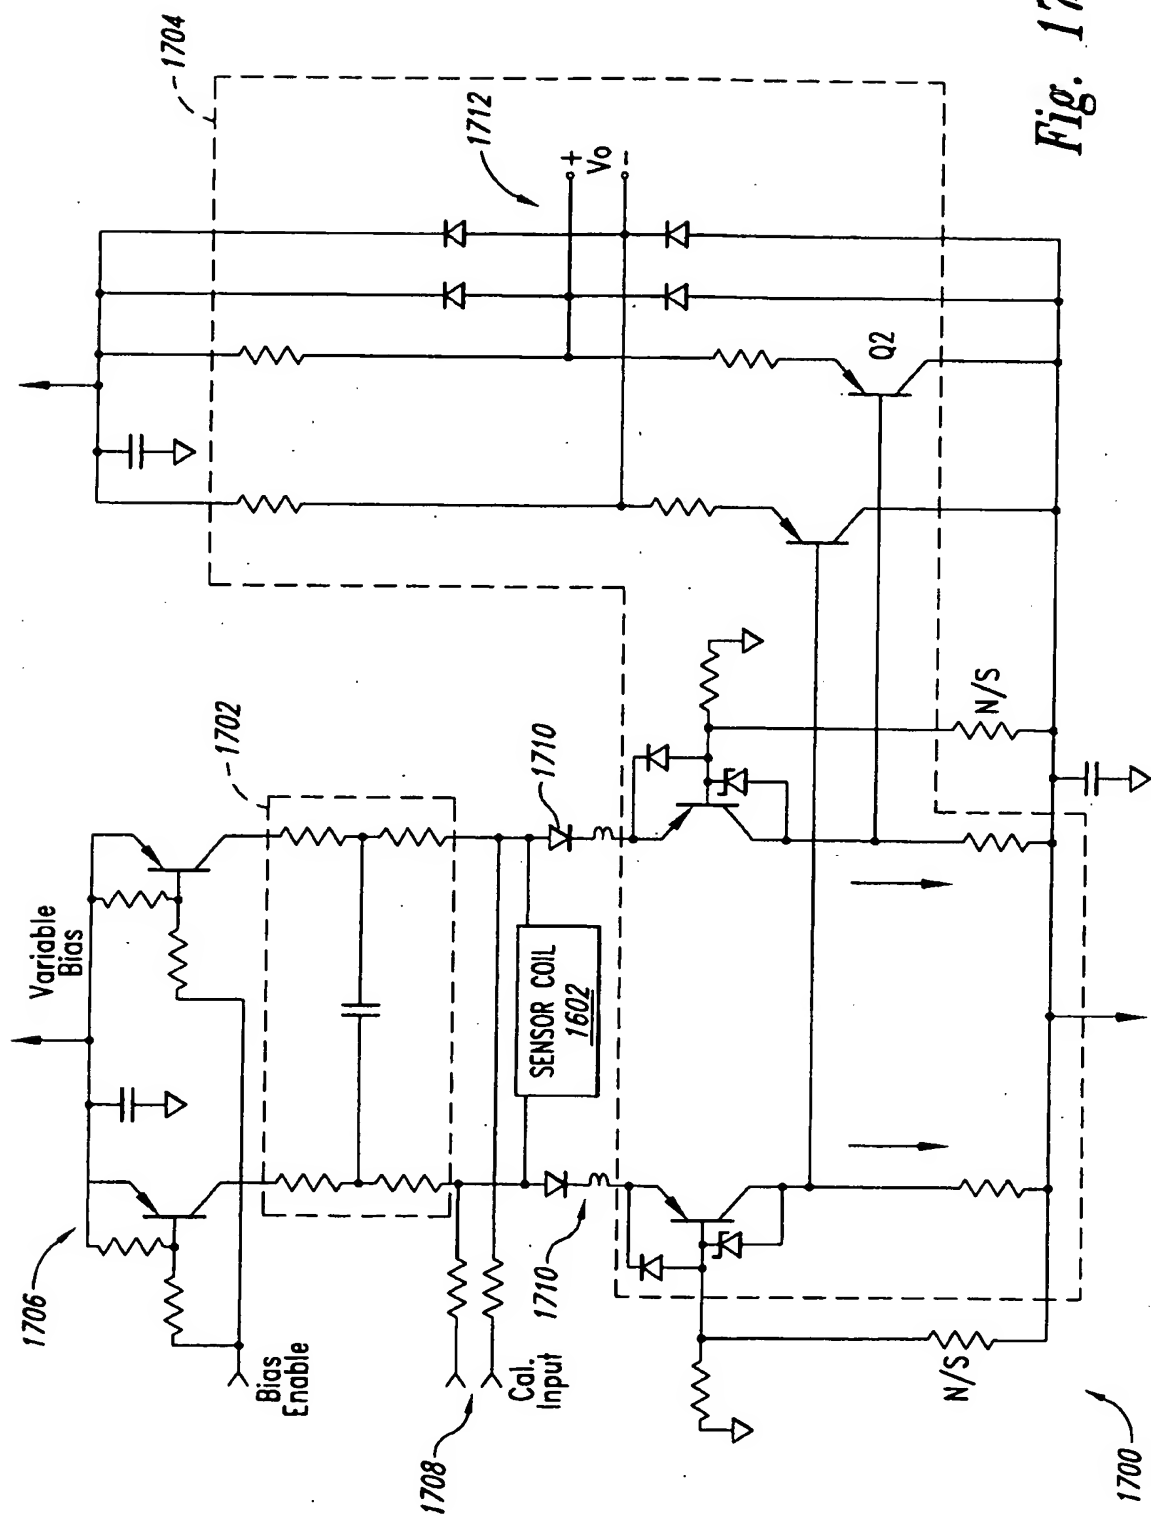 1704
1712
+
Vo
-
Q2
Fig. 17
Variable
Bias
1702
1710
N/S
SENSOR COIL
1602
1706
Bias
Enable
1708
Cal.
Input
1710
N/S
1700